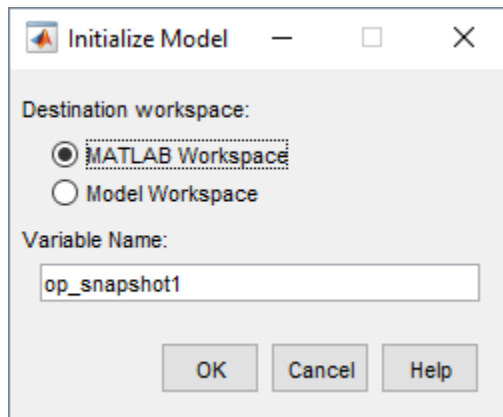 Initialize Model
Destination workspace:
MATLAB Workspace
Model Workspace
Variable Name:
op_snapshot1
OK Cancel Help